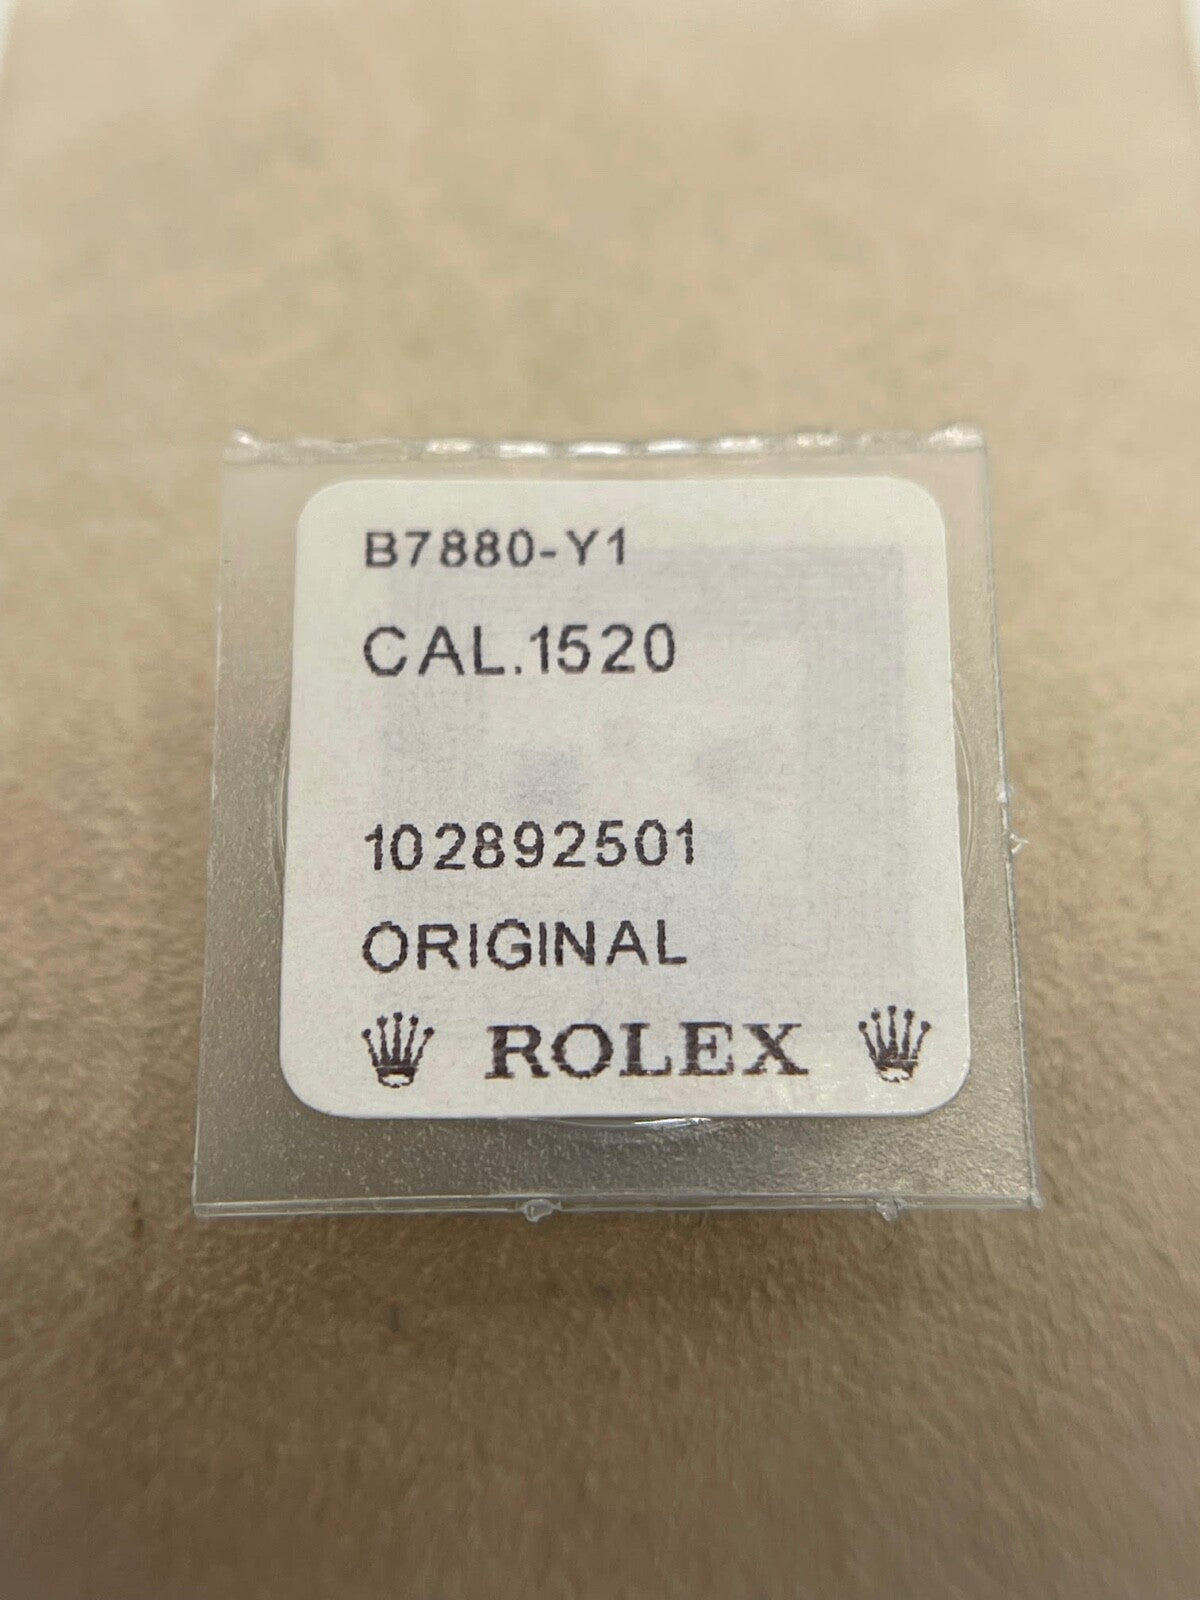 B7880-Y1
CAL.1520
102892501
ORIGINAL
ROLEX